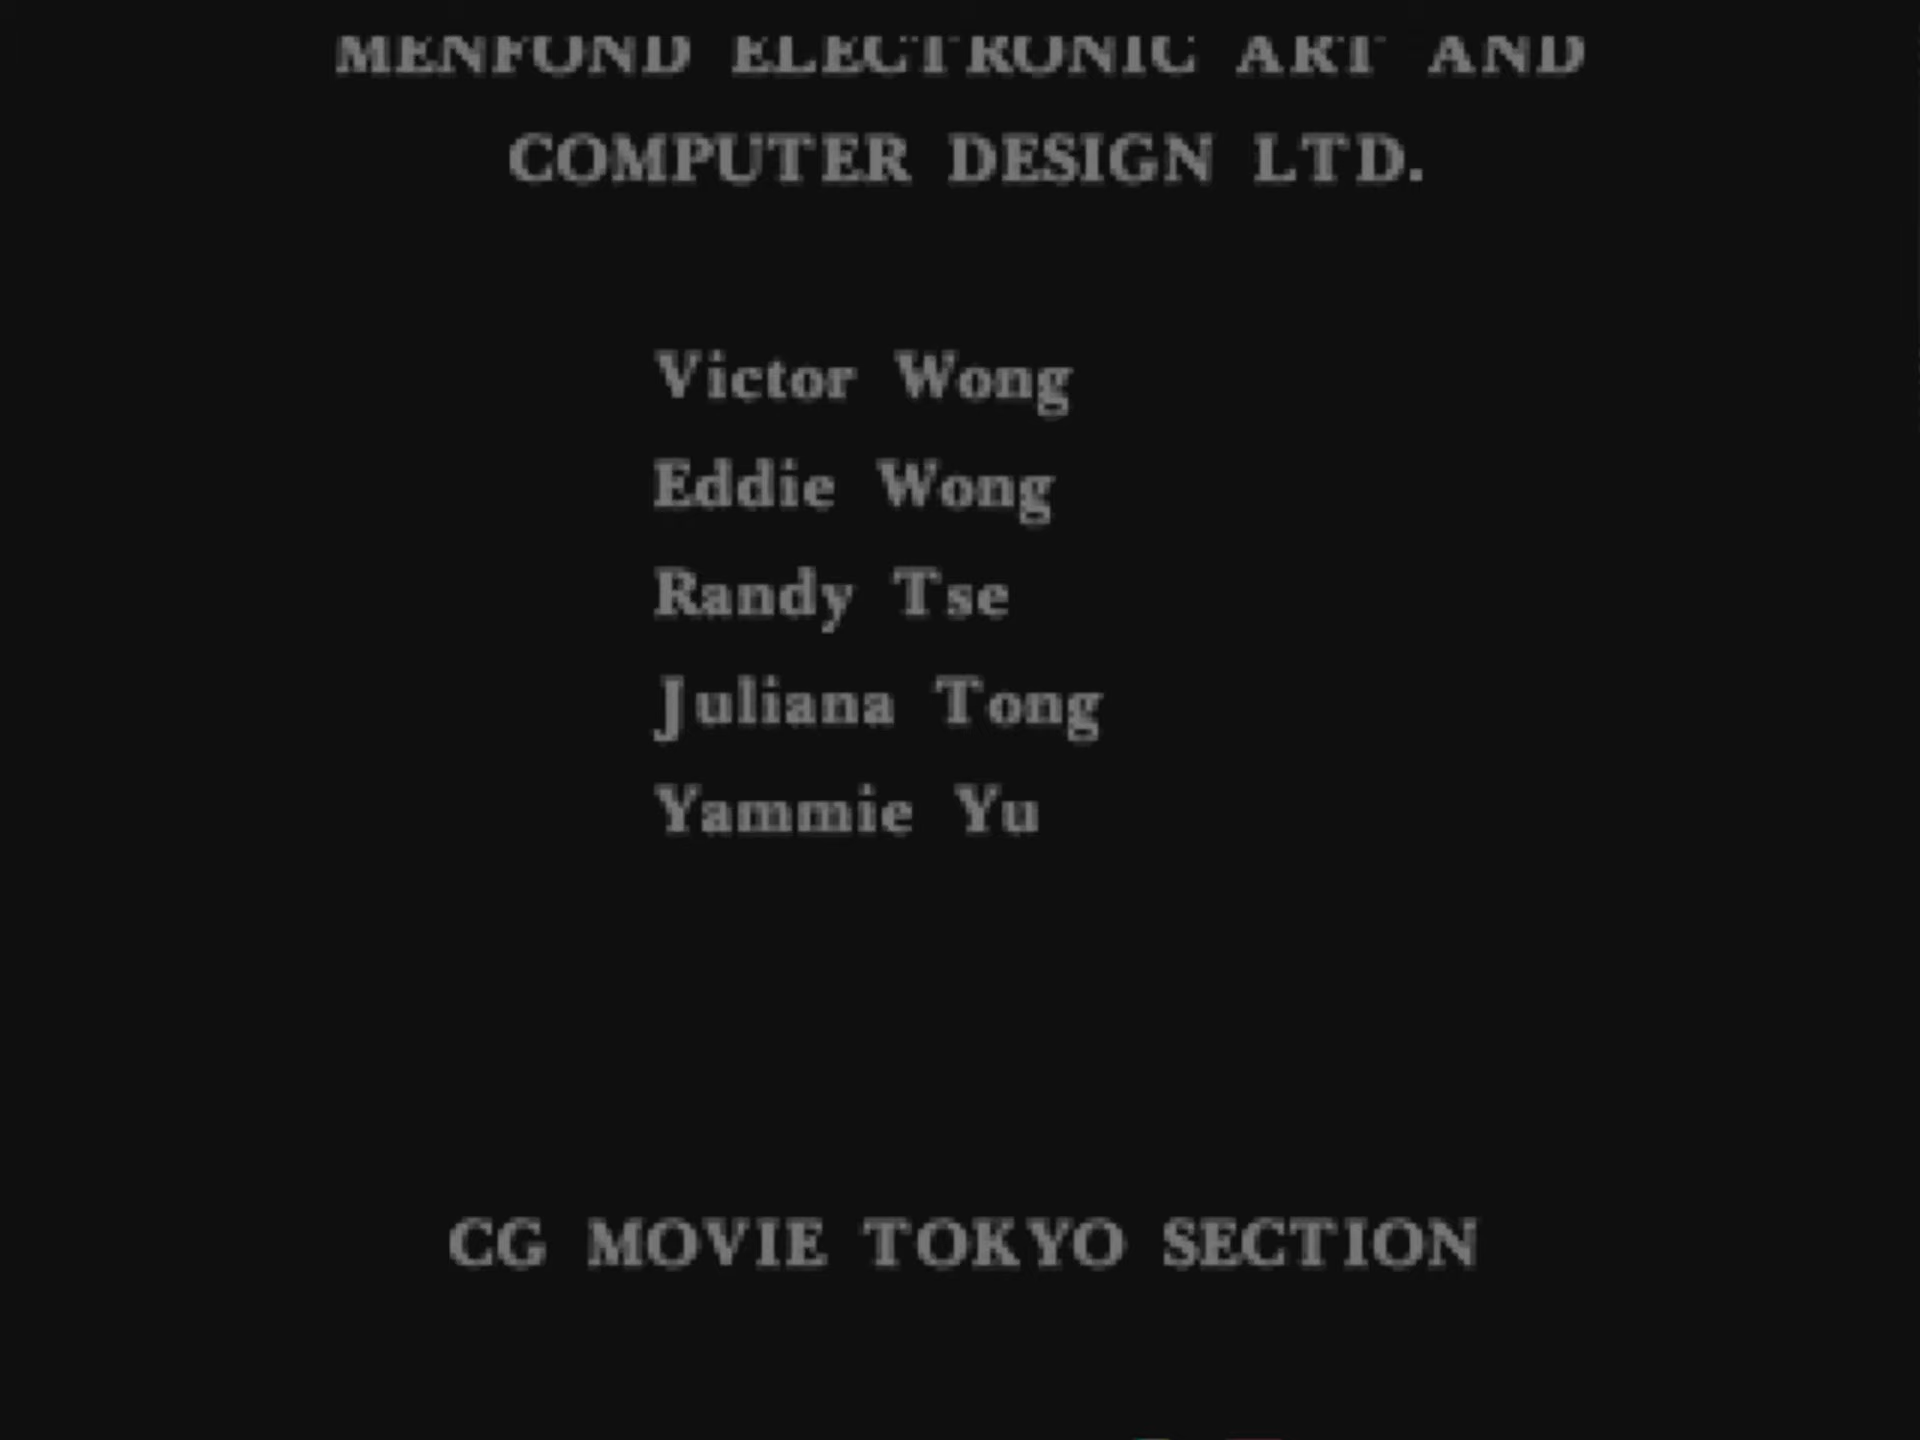 MENFOND ELECTRONIC ART AND
COMPUTER DESIGN LTD.
Victor Wong
Eddie Wong
Randy Tse
Juliana Tong
Yammie Yu
CG MOVIE TOKYO SECTION